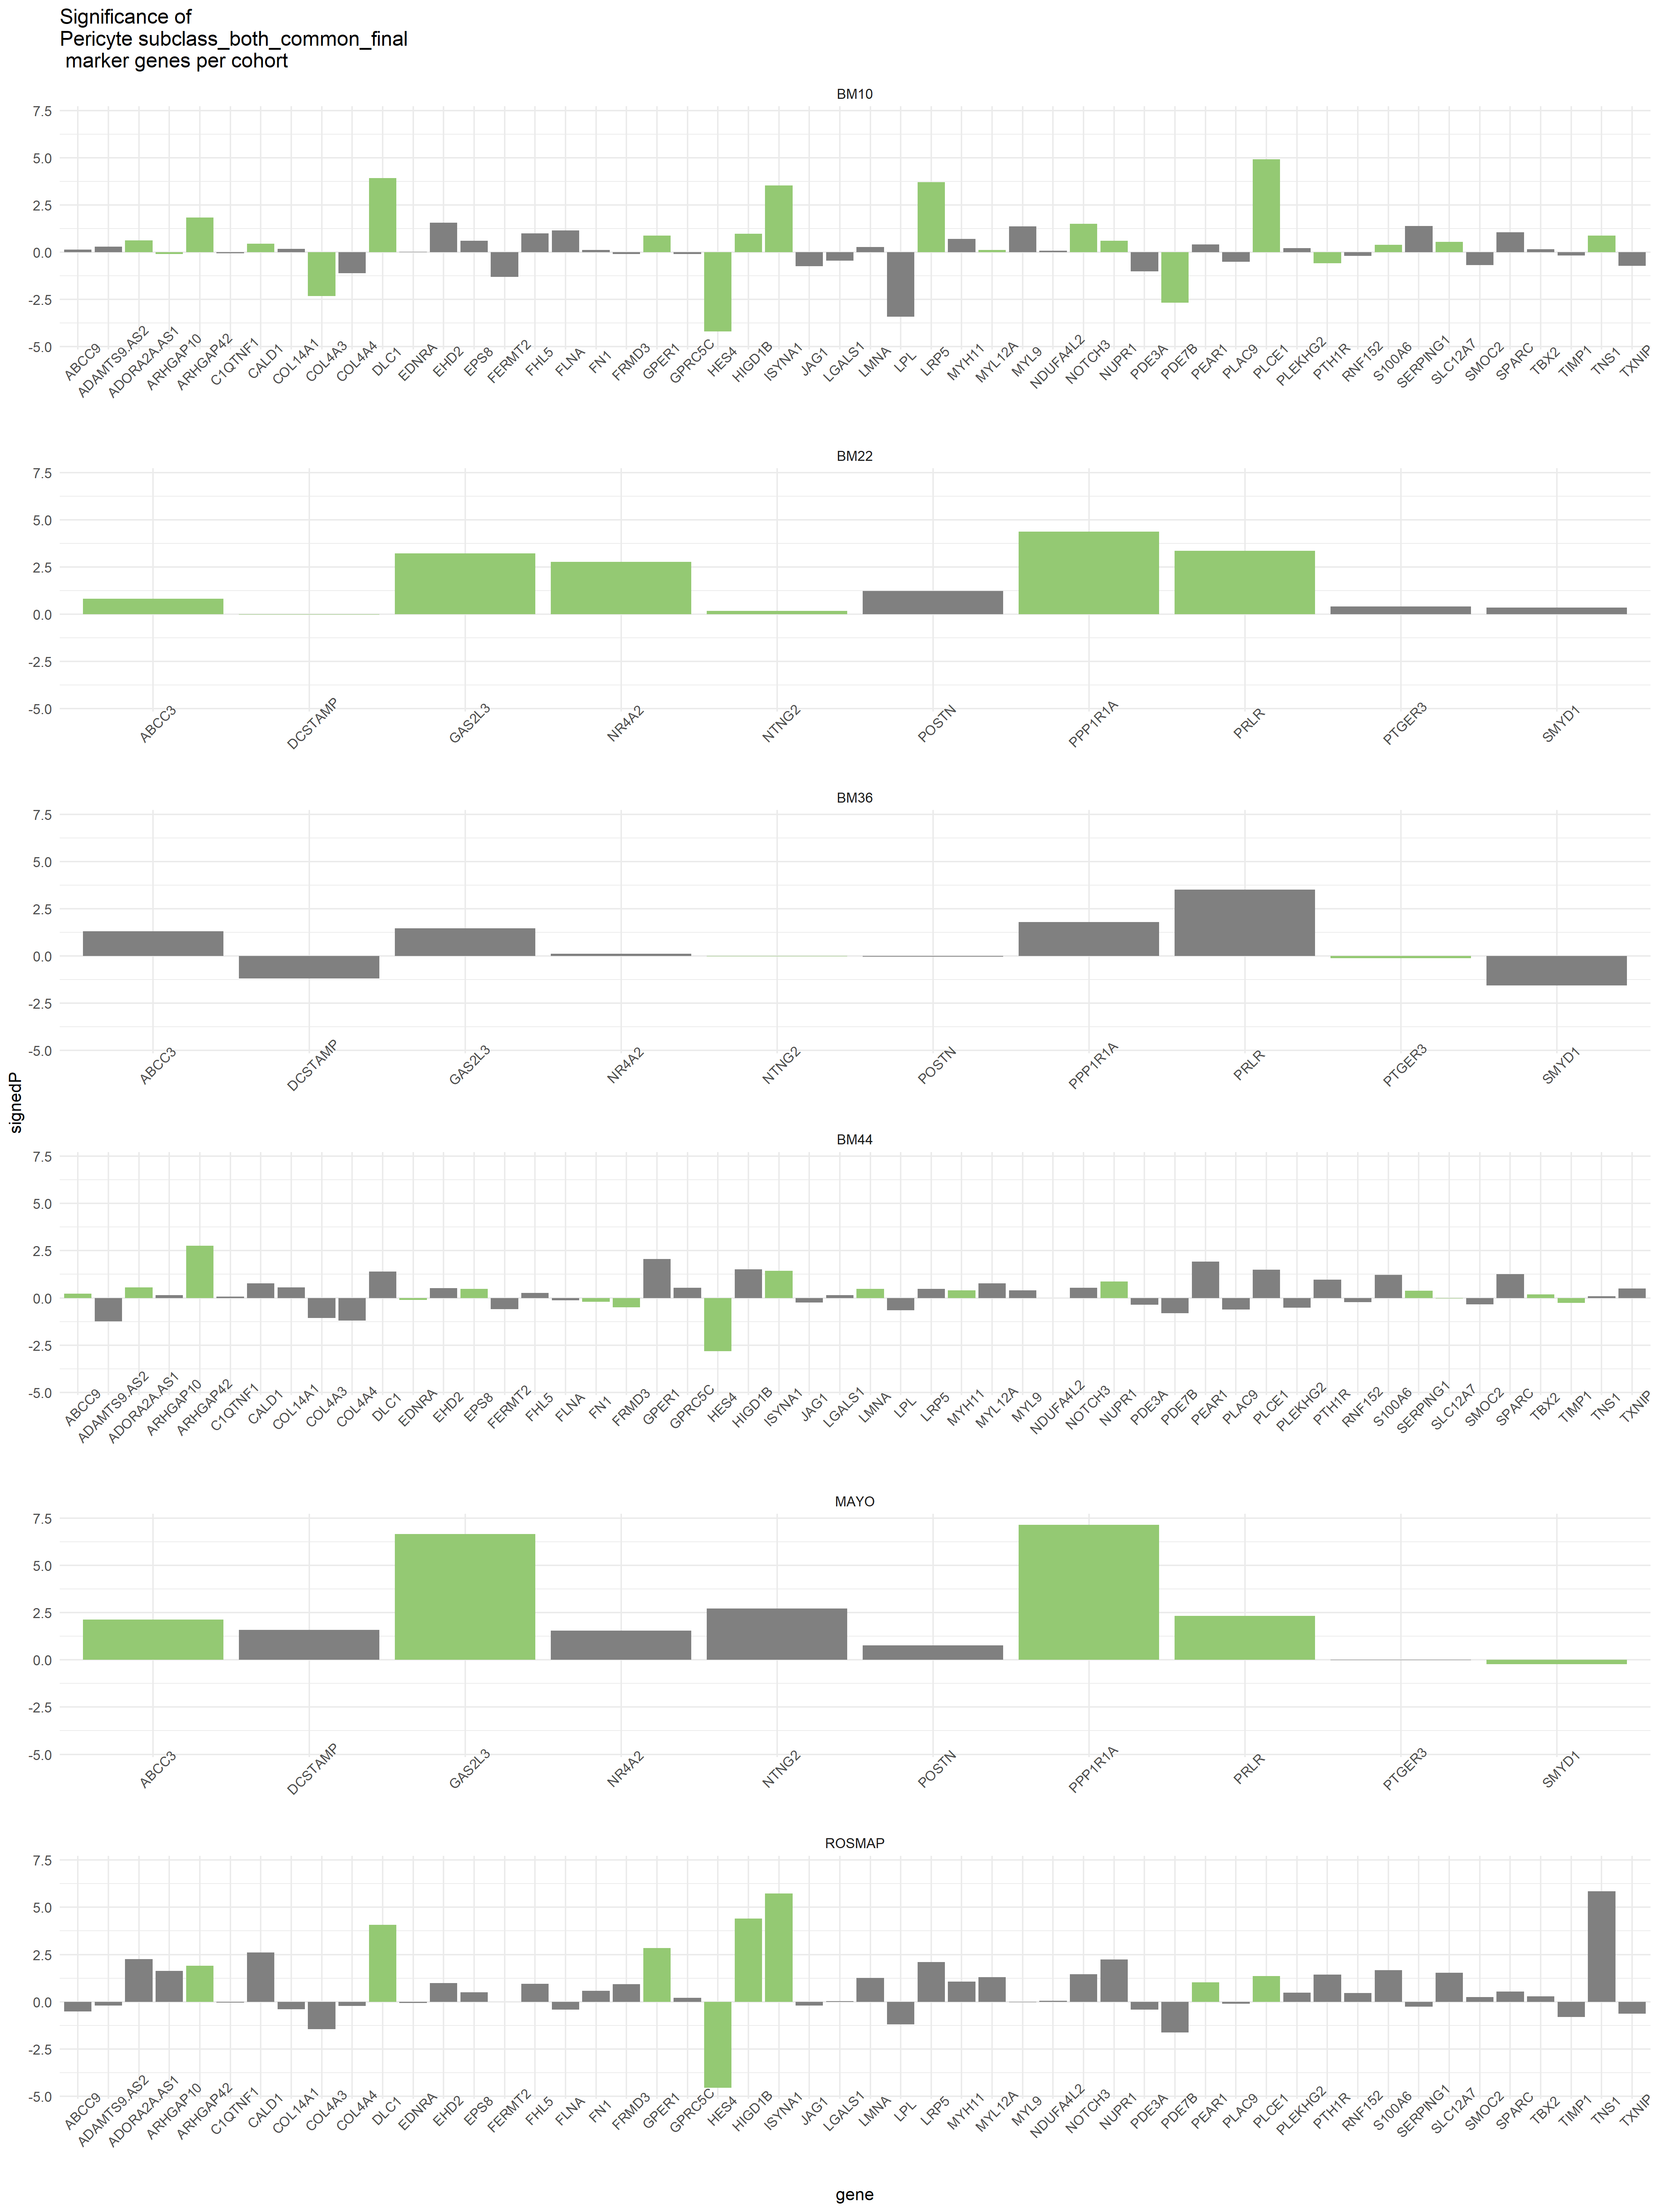 Significance of
Pericyte subclass_both_common_final
marker genes per cohort
signedP
BM10
7.5
5.0
2.5
0.0
-2.5
-5.0
ABCC9 ADAMTS9.AS2 ADORA2A.AS1 ARHGAP10 ARHGAP42 C1QTNF1 CALD1 COL14A1 COL4A3 COL4A4 DLC1 EDNRA EHD2 EPS8 FERMT2 FHL5 FLNA FN1 FRMD3 GPER1 GPRC5C HES4 HIGD1B ISYNA1 JAG1 LGALS1 LMNA LPL LRP5 MYH11 MYL12A MYL9 NDUFA4L2 NOTCH3 NUPR1 PDE3A PDE7B PEAR1 PLAC9 PLCE1 PLEKHG2 PTH1R RNF152 S100A6 SERPING1 SLC12A7 SMOC2 SPARC TBX2 TIMP1 TNS1 TXNIP
BM22
7.5
5.0
2.5
0.0
-2.5
-5.0
ABCC3 DCSTAMP GAS2L3 NR4A2 NTNG2 POSTN PPP1R1A PRLR PTGER3 SMYD1
BM36
7.5
5.0
2.5
0.0
-2.5
-5.0
ABCC3 DCSTAMP GAS2L3 NR4A2 NTNG2 POSTN PPP1R1A PRLR PTGER3 SMYD1
BM44
7.5
5.0
2.5
0.0
-2.5
-5.0
ABCC9 ADAMTS9.AS2 ADORA2A.AS1 ARHGAP10 ARHGAP42 C1QTNF1 CALD1 COL14A1 COL4A3 COL4A4 DLC1 EDNRA EHD2 EPS8 FERMT2 FHL5 FLNA FN1 FRMD3 GPER1 GPRC5C HES4 HIGD1B ISYNA1 JAG1 LGALS1 LMNA LPL LRP5 MYH11 MYL12A MYL9 NDUFA4L2 NOTCH3 NUPR1 PDE3A PDE7B PEAR1 PLAC9 PLCE1 PLEKHG2 PTH1R RNF152 S100A6 SERPING1 SLC12A7 SMOC2 SPARC TBX2 TIMP1 TNS1 TXNIP
MAYO
7.5
5.0
2.5
0.0
-2.5
-5.0
ABCC3 DCSTAMP GAS2L3 NR4A2 NTNG2 POSTN PPP1R1A PRLR PTGER3 SMYD1
ROSMAP
7.5
5.0
2.5
0.0
-2.5
-5.0
ABCC9 ADAMTS9.AS2 ADORA2A.AS1 ARHGAP10 ARHGAP42 C1QTNF1 CALD1 COL14A1 COL4A3 COL4A4 DLC1 EDNRA EHD2 EPS8 FERMT2 FHL5 FLNA FN1 FRMD3 GPER1 GPRC5C HES4 HIGD1B ISYNA1 JAG1 LGALS1 LMNA LPL LRP5 MYH11 MYL12A MYL9 NDUFA4L2 NOTCH3 NUPR1 PDE3A PDE7B PEAR1 PLAC9 PLCE1 PLEKHG2 PTH1R RNF152 S100A6 SERPING1 SLC12A7 SMOC2 SPARC TBX2 TIMP1 TNS1 TXNIP
gene